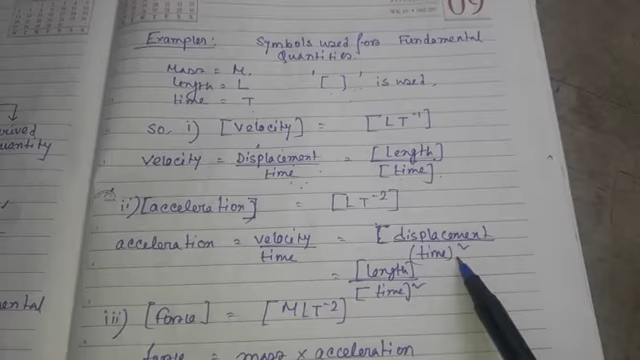 09
Examples: Symbols used for Fundamental
Quantities.
Mass = M.
length = L '[ ]' is used.
time = T
so, i) [velocity] = [LT⁻¹]
velocity = Displacement/time = [length]/[time].
ii) [acceleration] = [LT⁻²]
acceleration = velocity/time = [displacement/(time)²
= [length]/[time]²
iii) [force] = [MLT⁻²]
force = mass × acceleration
quantity